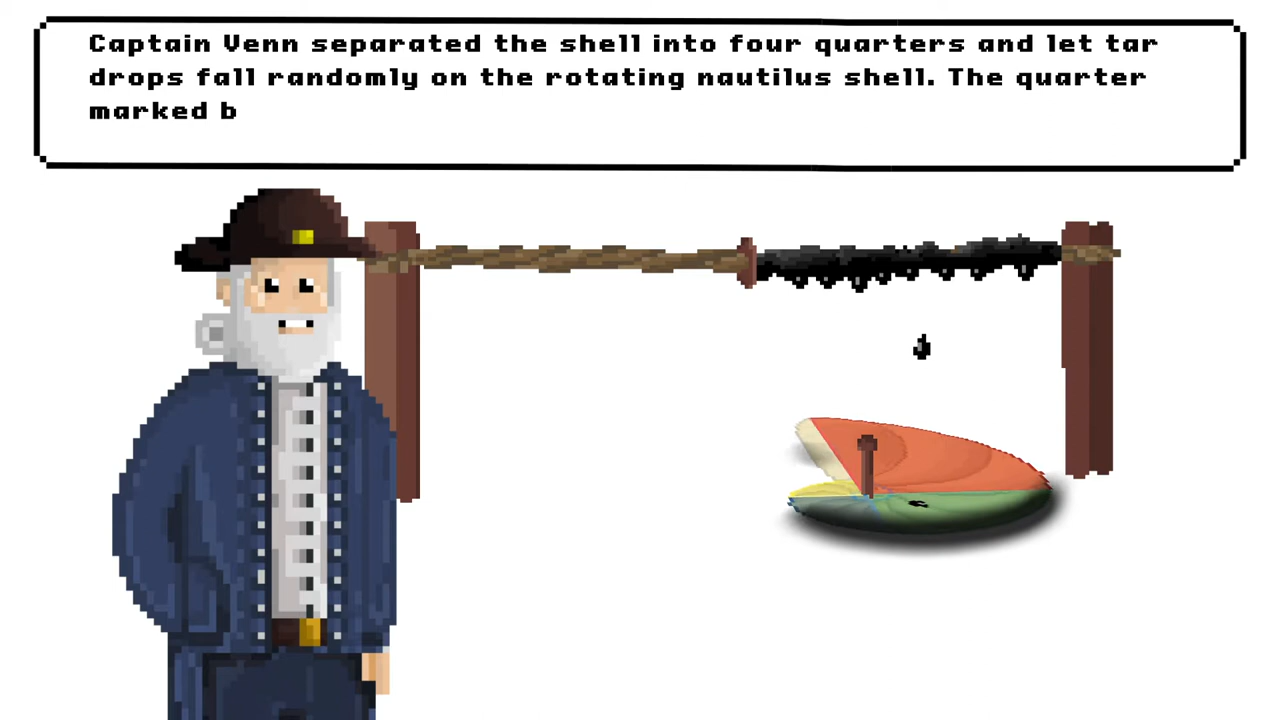 Captain Venn separated the shell into four quarters and let tar
drops fall randomly on the rotating nautilus shell. The quarter
marked b